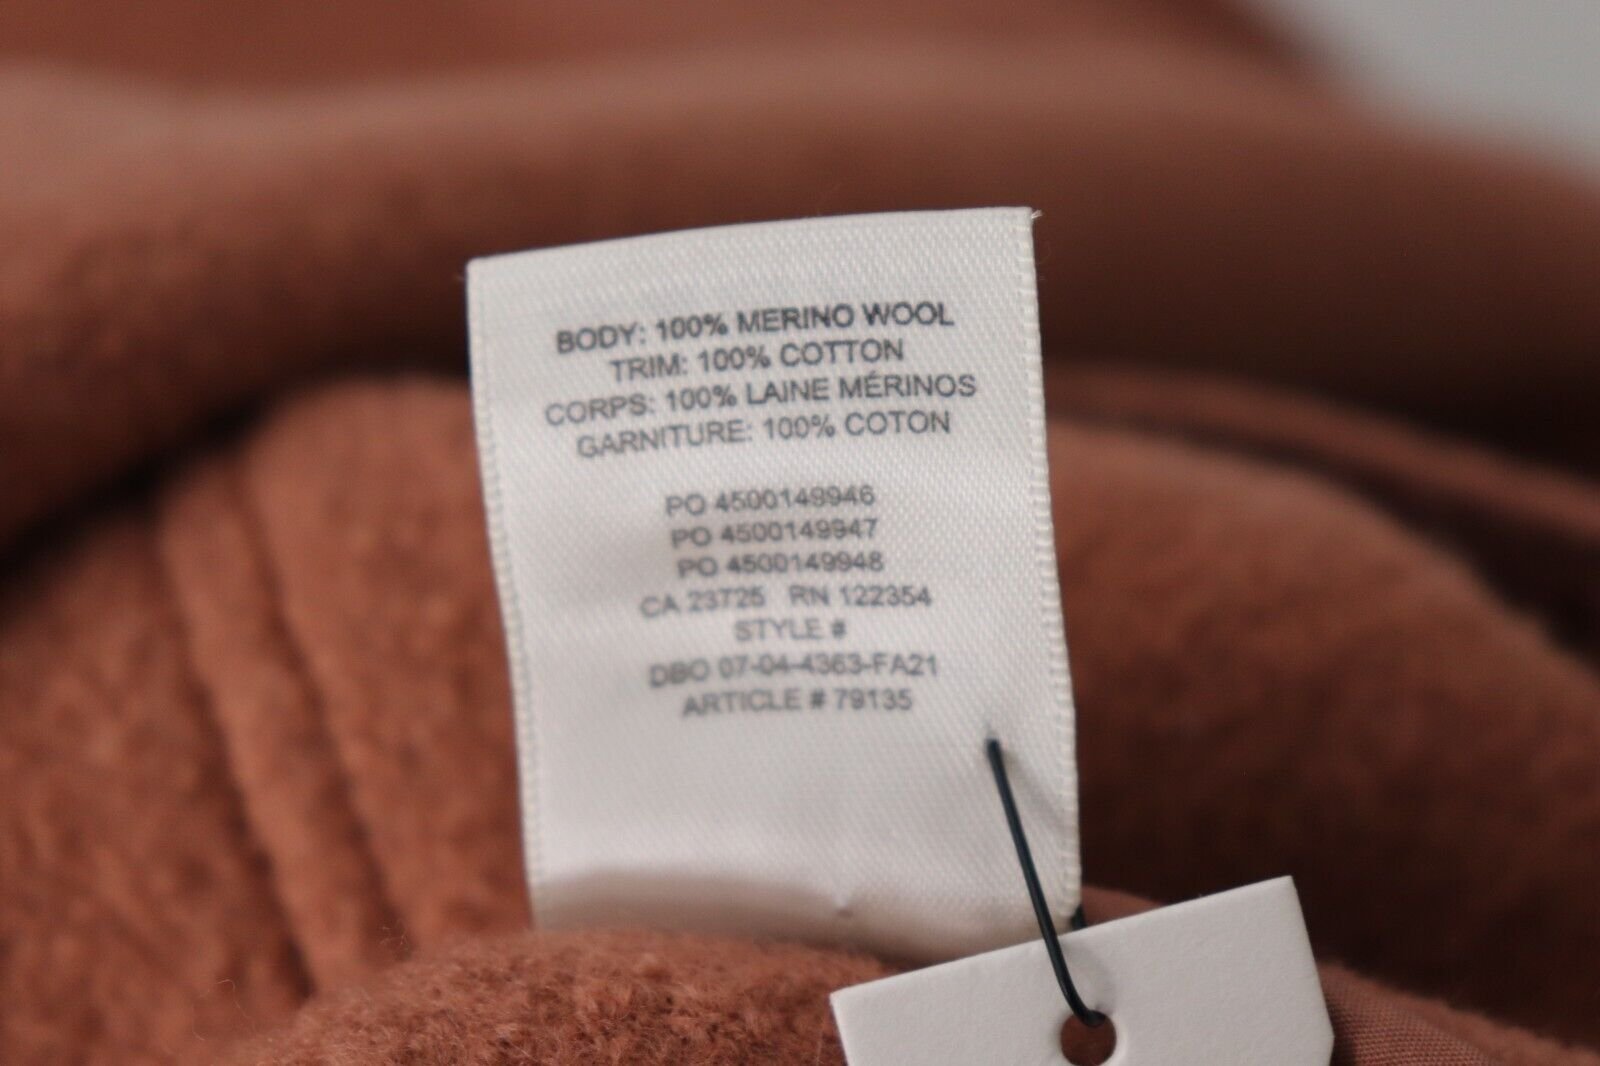 BODY: 100% MERINO WOOL
TRIM: 100% COTTON
CORPS: 100% LAINE MÉRINOS
GARNITURE: 100% COTON
PO 4500149946
PO 4500149947
PO 4500149948
CA 23725 RN 122354
STYLE #
DBO 07-04-4363-FA21
ARTICLE # 79135